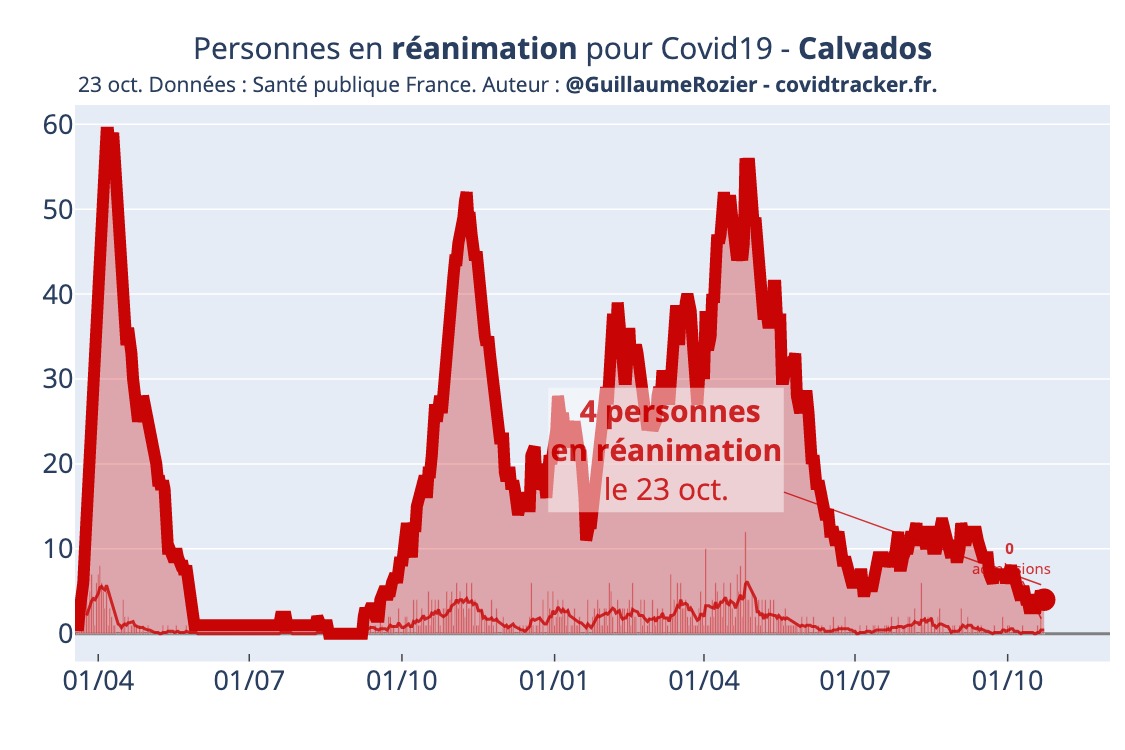 Personnes en réanimation pour Covid19 - Calvados
23 oct. Données : Santé publique France. Auteur : @GuillaumeRozier - covidtracker.fr.
60
50
40
30
20
10
0
4 personnes
en réanimation
le 23 oct.
0
admissions
01/04
01/07
01/10
01/01
01/04
01/07
01/10